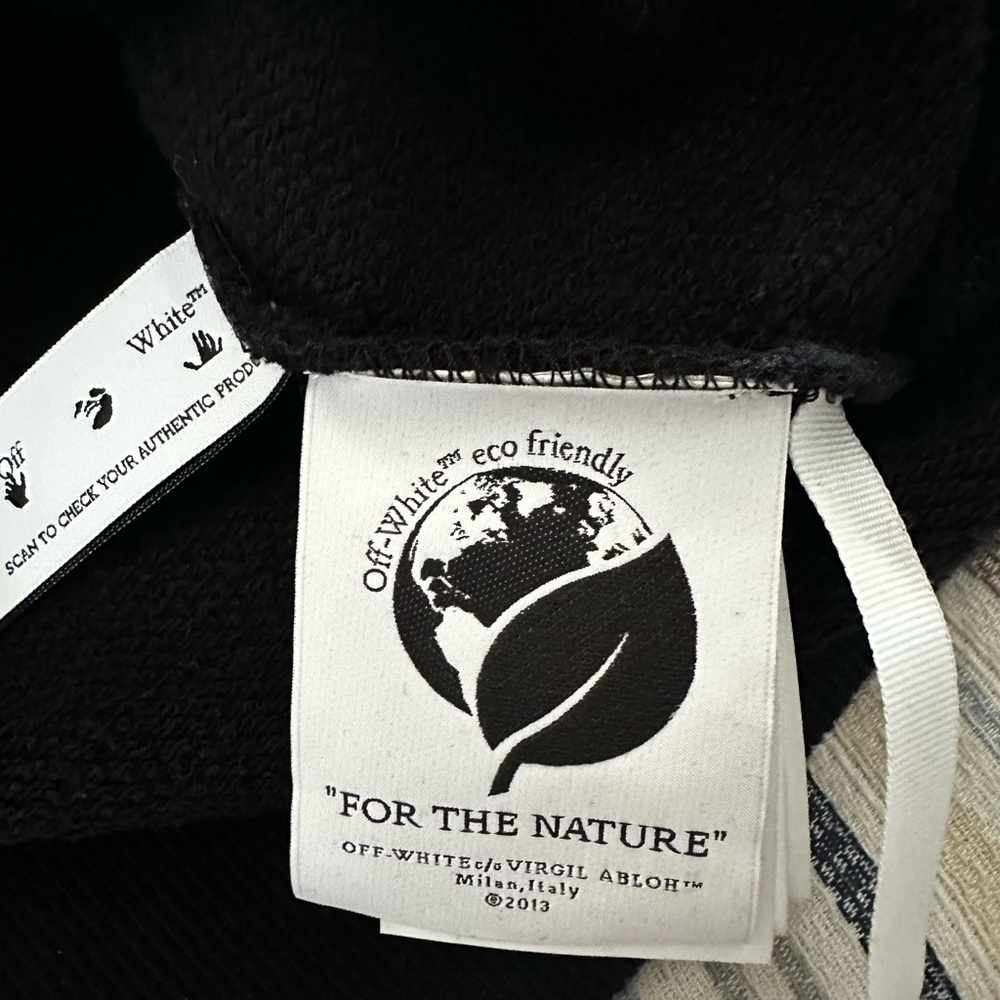 White™
Off
SCAN TO CHECK YOUR AUTHENTIC PRODU
Off-White™ eco friendly
"FOR THE NATURE"
OFF-WHITE c/o VIRGIL ABLOH™
Milan,Italy
©2013